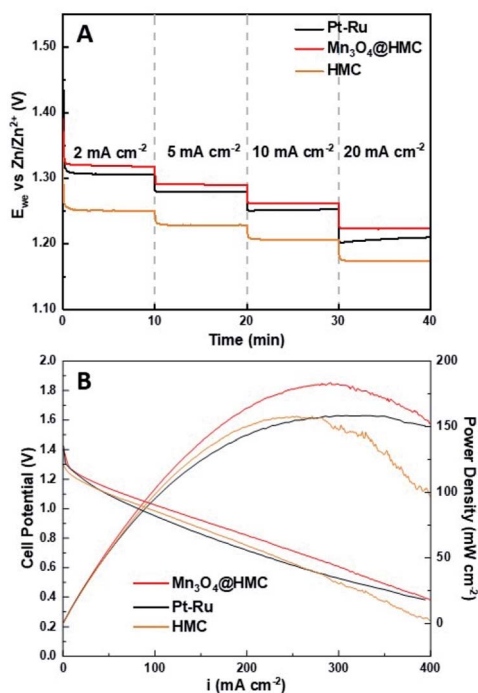 A
Pt-Ru
Mn₃O₄@HMC
HMC
2 mA cm⁻²
5 mA cm⁻²
10 mA cm⁻²
20 mA cm⁻²
1.50
1.40
1.30
1.20
1.10
E_we vs Zn/Zn²⁺ (V)
0
10
20
30
40
Time (min)
B
2.0
1.8
1.6
1.4
1.2
1.0
0.8
0.6
0.4
0.2
0.0
Cell Potential (V)
200
150
100
50
0
Power Density (mW cm⁻²)
Mn₃O₄@HMC
Pt-Ru
HMC
0
100
200
300
400
i (mA cm⁻²)